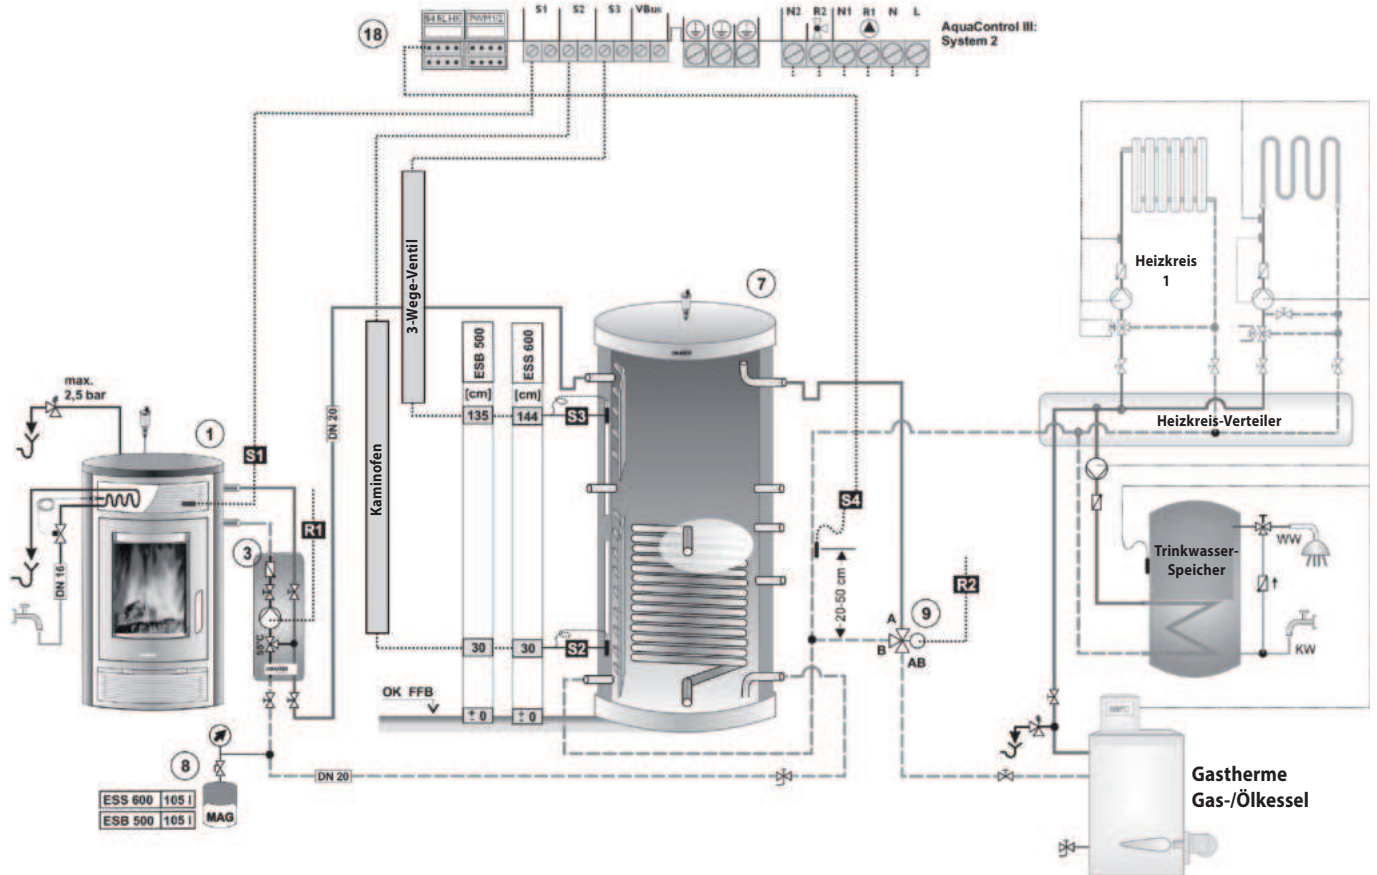 18
S4 RL-HK
PWM1/2
S1
S2
S3
VBus
N2
R2
N1
R1
N
L
AquaControl III:
System 2
3-Wege-Ventil
Kaminofen
7
ESB 500
ESS 600
[cm]
[cm]
135
144
S3
DN 20
max.
2,5 bar
1
S1
R1
3
55°C
DN 16
30
30
S2
OK FFB
± 0
± 0
S4
20-50 cm
R2
9
A
B
AB
Heizkreis
1
Heizkreis-Verteiler
Trinkwasser-
Speicher
WW
KW
8
DN 20
ESS 600
105 l
ESB 500
105 l
MAG
Gastherme
Gas-/Ölkessel